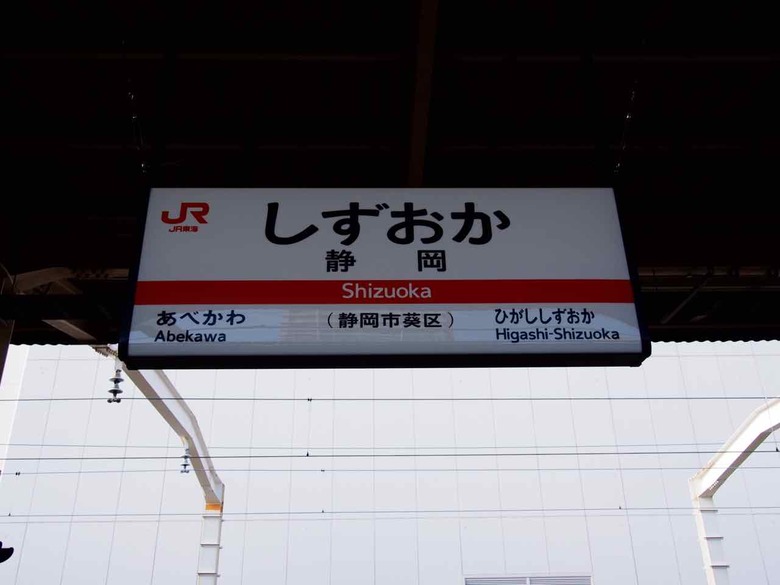 JR
JR東海
しずおか
静岡
Shizuoka
あべかわ
Abekawa
(静岡市葵区)
ひがししずおか
Higashi-Shizuoka